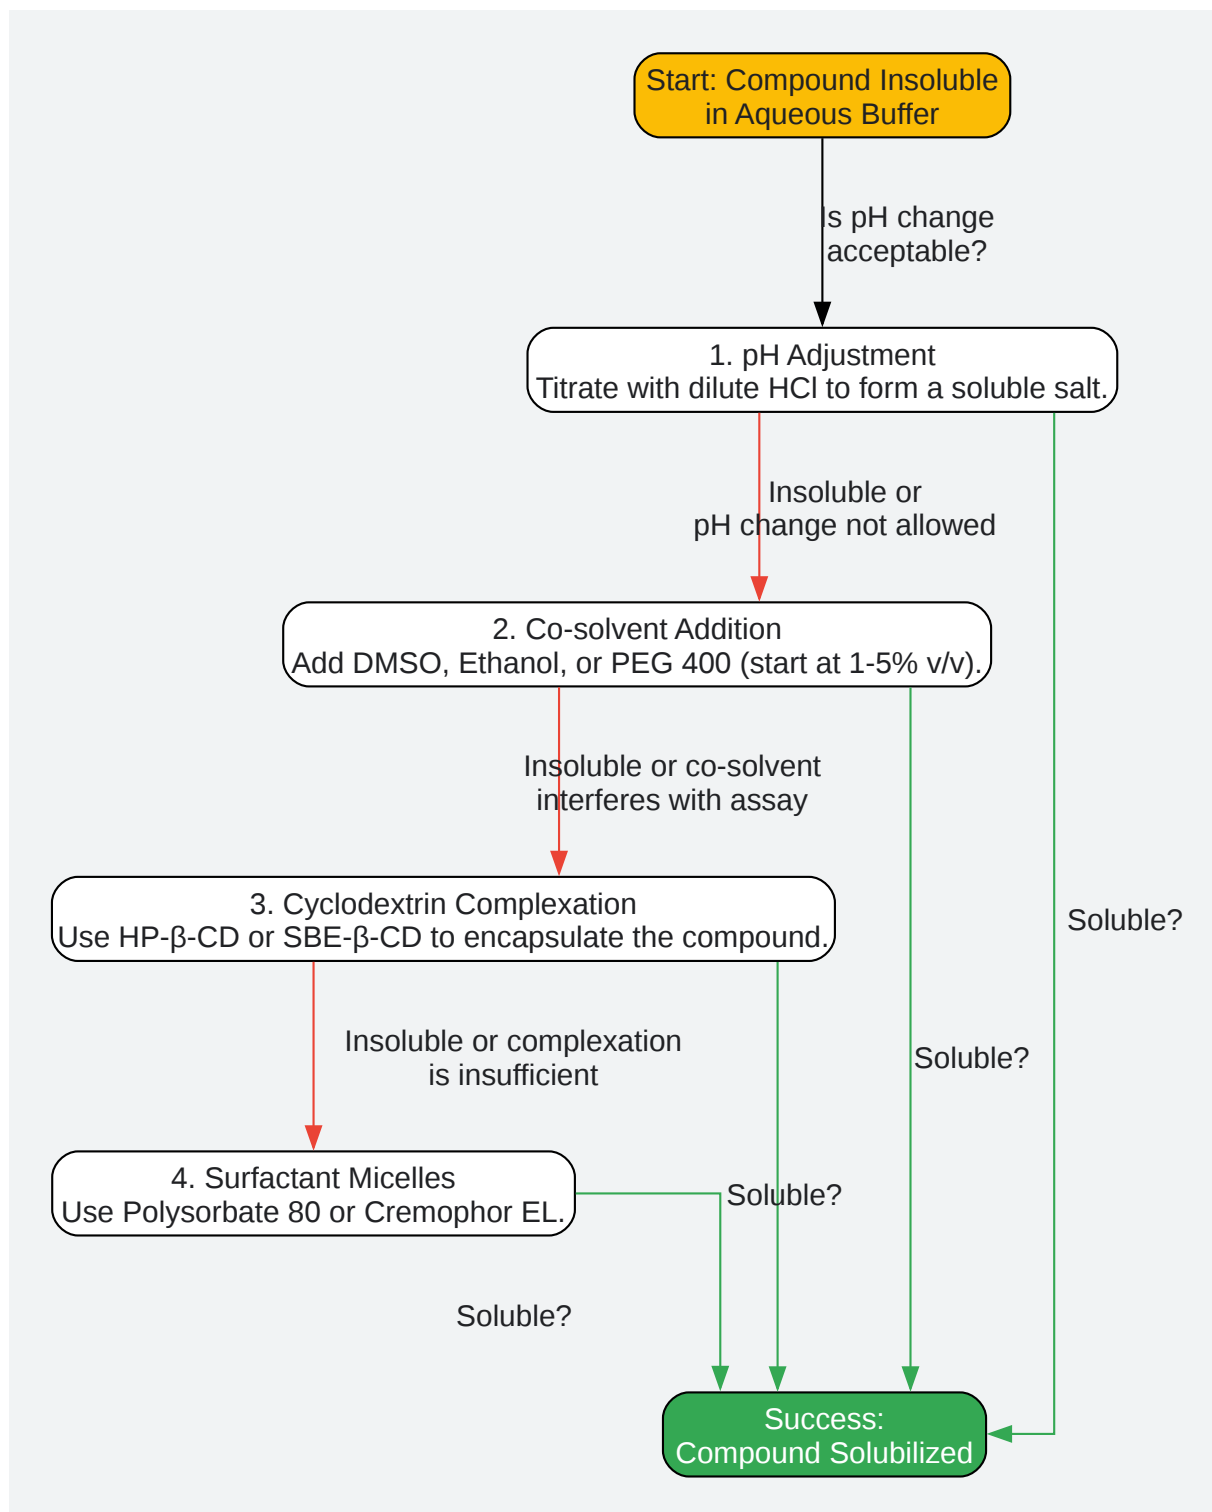 Start: Compound Insoluble
in Aqueous Buffer
Is pH change
acceptable?
1. pH Adjustment
Titrate with dilute HCl to form a soluble salt.
Insoluble or
pH change not allowed
2. Co-solvent Addition
Add DMSO, Ethanol, or PEG 400 (start at 1-5% v/v).
Insoluble or co-solvent
interferes with assay
3. Cyclodextrin Complexation
Use HP-β-CD or SBE-β-CD to encapsulate the compound.
Soluble?
Insoluble or complexation
is insufficient
Soluble?
4. Surfactant Micelles
Use Polysorbate 80 or Cremophor EL.
Soluble?
Soluble?
Success:
Compound Solubilized